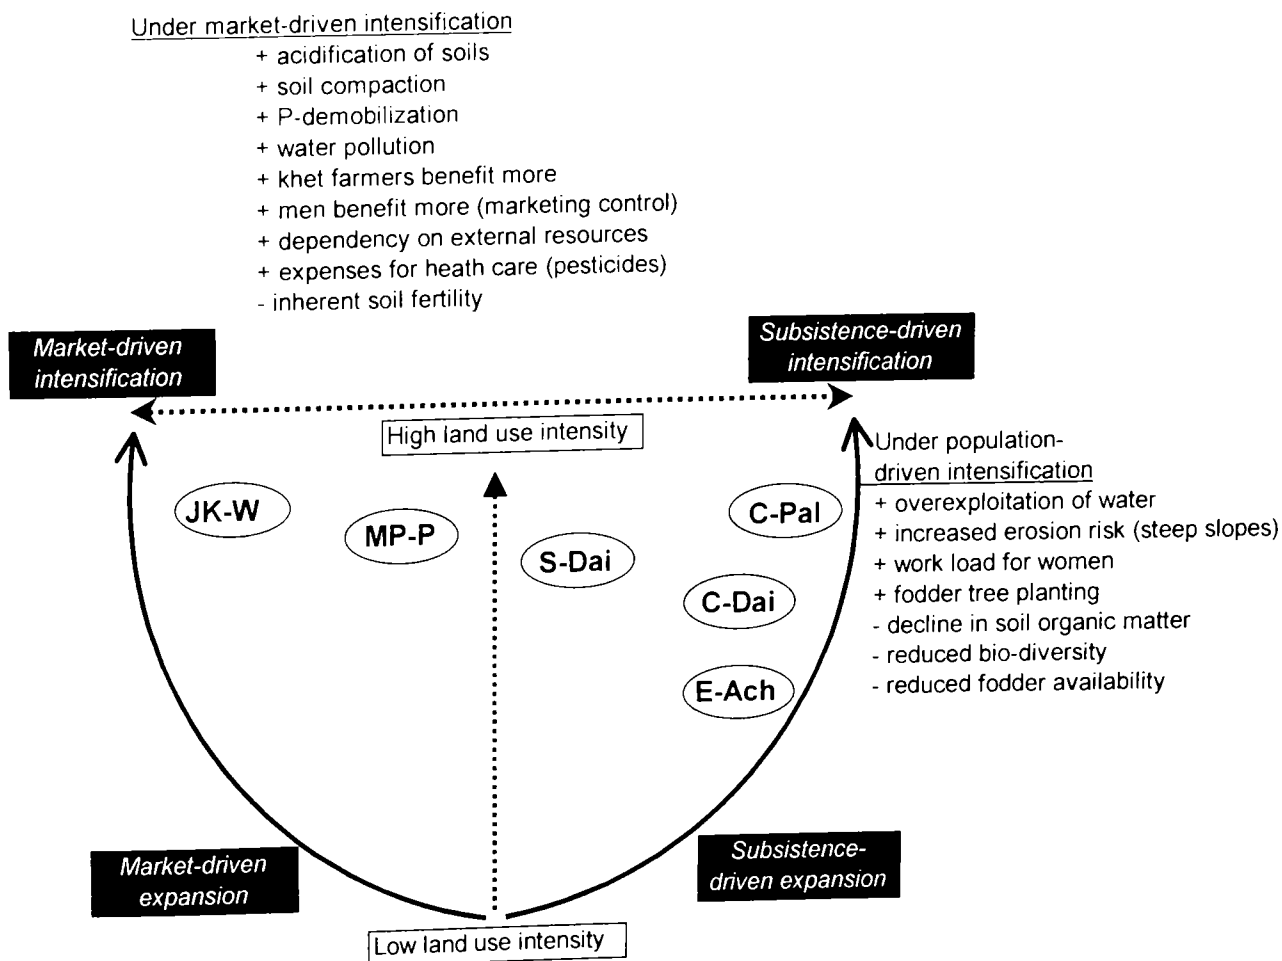 Under market-driven intensification
+ acidification of soils
+ soil compaction
+ P-demobilization
+ water pollution
+ khet farmers benefit more
+ men benefit more (marketing control)
+ dependency on external resources
+ expenses for heath care (pesticides)
- inherent soil fertility
Market-driven
intensification
Subsistence-driven
intensification
High land use intensity
Under population-
driven intensification
+ overexploitation of water
+ increased erosion risk (steep slopes)
+ work load for women
+ fodder tree planting
- decline in soil organic matter
- reduced bio-diversity
- reduced fodder availability
JK-W
MP-P
S-Dai
C-Pal
C-Dai
E-Ach
Market-driven
expansion
Subsistence-
driven expansion
Low land use intensity